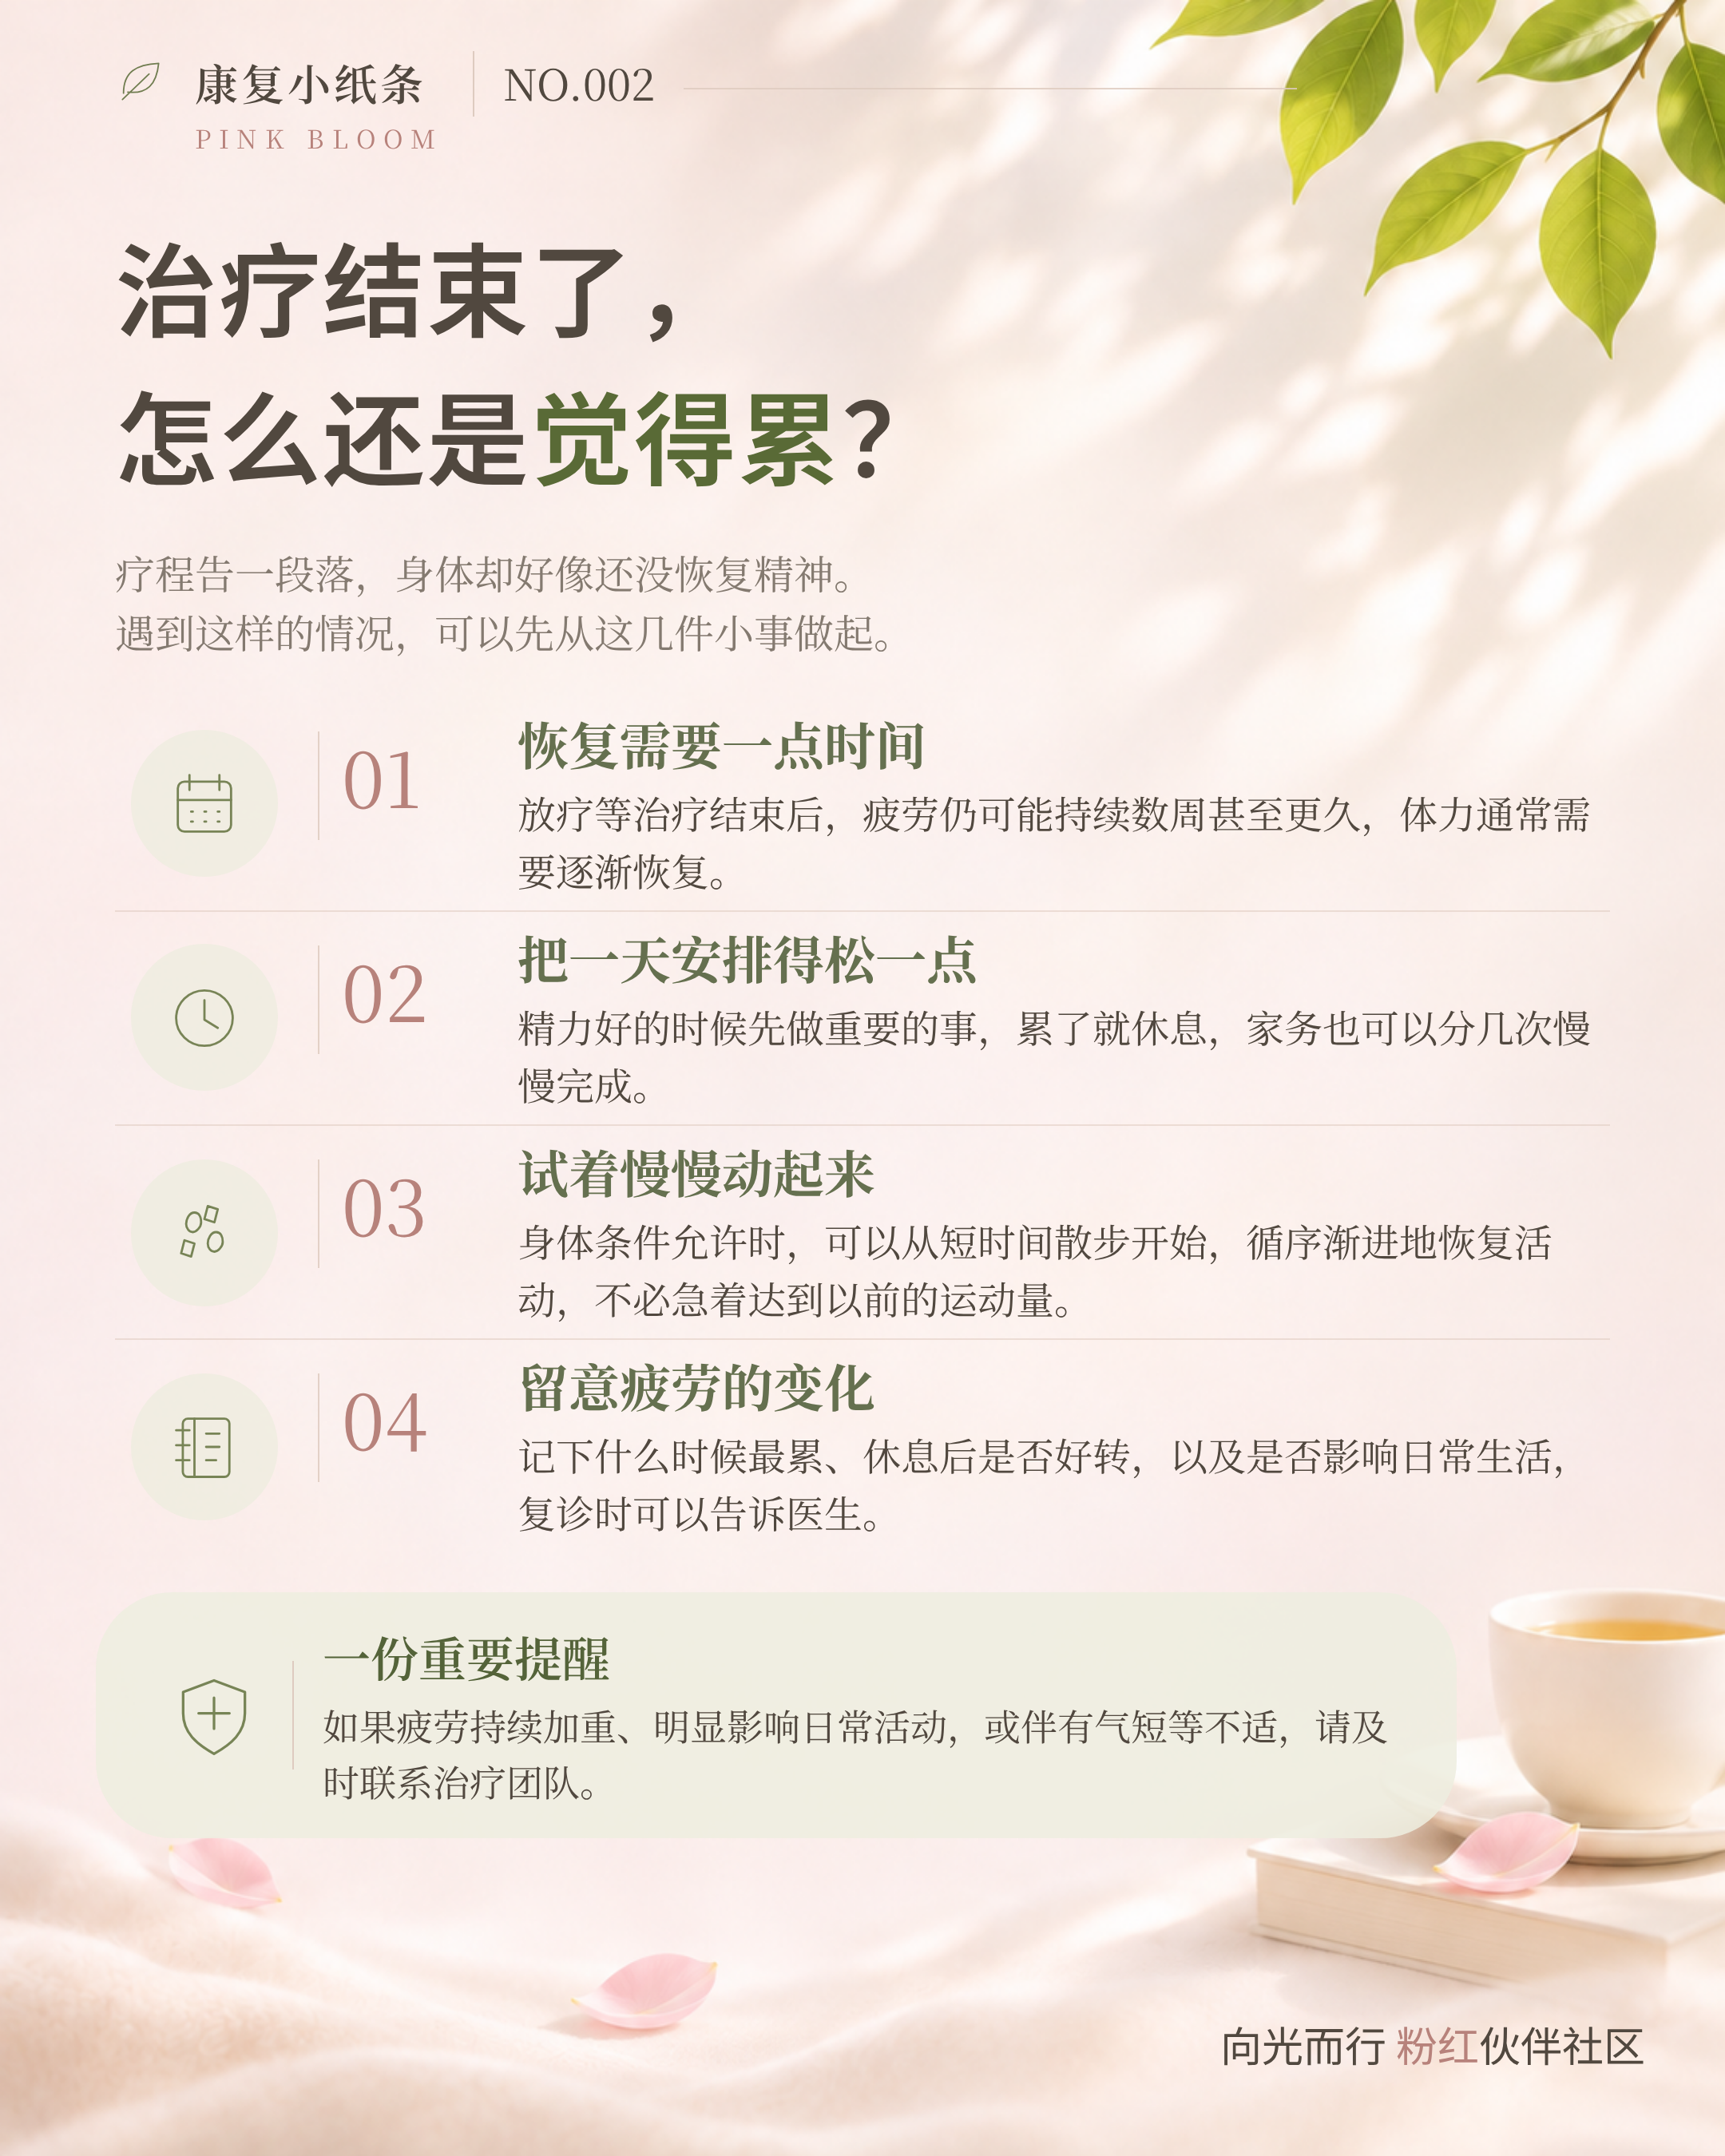 康复小纸条
NO.002
PINK BLOOM
治疗结束了，
怎么还是觉得累？
疗程告一段落，身体却好像还没恢复精神。
遇到这样的情况，可以先从这几件小事做起。
01
恢复需要一点时间
放疗等治疗结束后，疲劳仍可能持续数周甚至更久，体力通常需
要逐渐恢复。
02
把一天安排得松一点
精力好的时候先做重要的事，累了就休息，家务也可以分几次慢
慢完成。
03
试着慢慢动起来
身体条件允许时，可以从短时间散步开始，循序渐进地恢复活
动，不必急着达到以前的运动量。
04
留意疲劳的变化
记下什么时候最累、休息后是否好转，以及是否影响日常生活，
复诊时可以告诉医生。
一份重要提醒
如果疲劳持续加重、明显影响日常活动，或伴有气短等不适，请及
时联系治疗团队。
向光而行 粉红伙伴社区